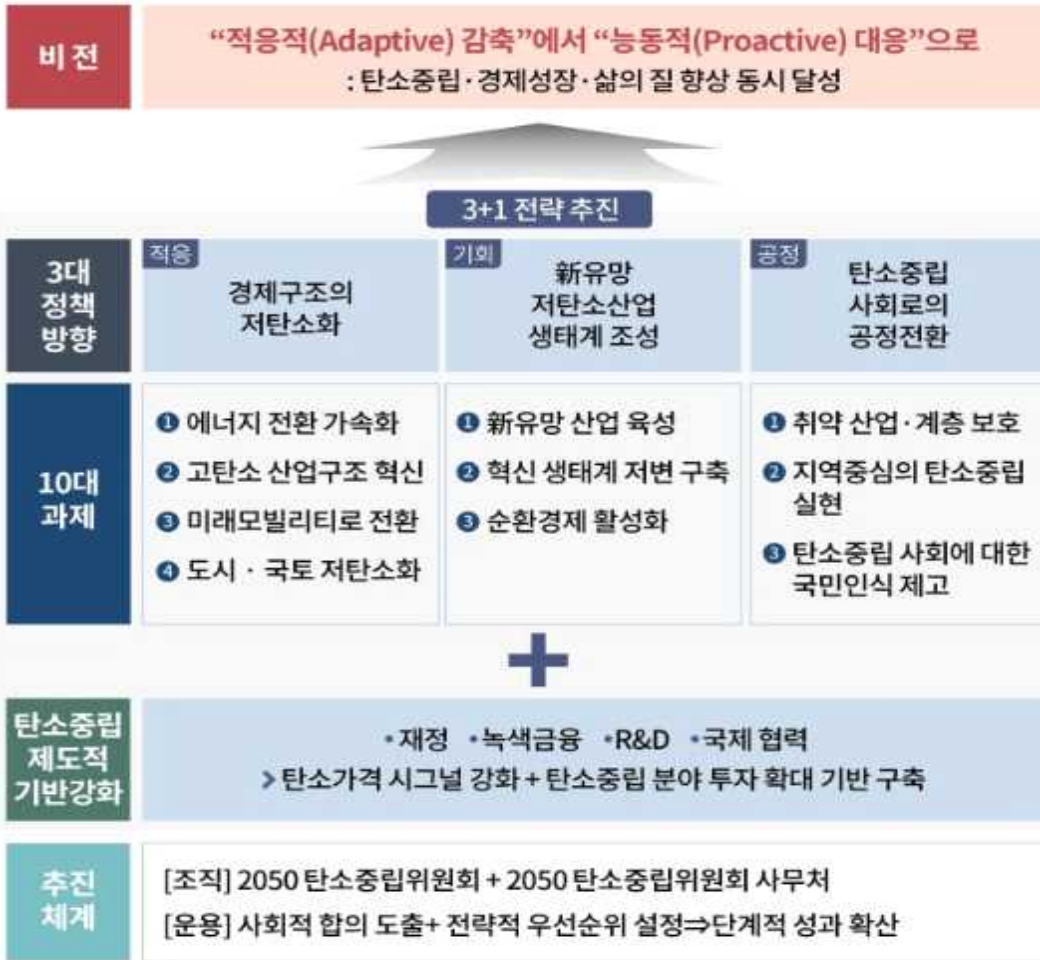 비 전
“적응적(Adaptive) 감축”에서 “능동적(Proactive) 대응”으로
: 탄소중립·경제성장·삶의 질 향상 동시 달성
3+1 전략 추진
3대
정책
방향
적응
경제구조의
저탄소화
기회
新유망
저탄소산업
생태계 조성
공정
탄소중립
사회로의
공정전환
10대
과제
❶ 에너지 전환 가속화
❷ 고탄소 산업구조 혁신
❸ 미래모빌리티로 전환
❹ 도시 · 국토 저탄소화
❶ 新유망 산업 육성
❷ 혁신 생태계 저변 구축
❸ 순환경제 활성화
❶ 취약 산업·계층 보호
❷ 지역중심의 탄소중립
실현
❸ 탄소중립 사회에 대한
국민인식 제고
+
탄소중립
제도적
기반강화
•재정 •녹색금융 •R&D •국제 협력
> 탄소가격 시그널 강화 + 탄소중립 분야 투자 확대 기반 구축
추진
체계
[조직] 2050 탄소중립위원회 + 2050 탄소중립위원회 사무처
[운용] 사회적 합의 도출+ 전략적 우선순위 설정⇒단계적 성과 확산